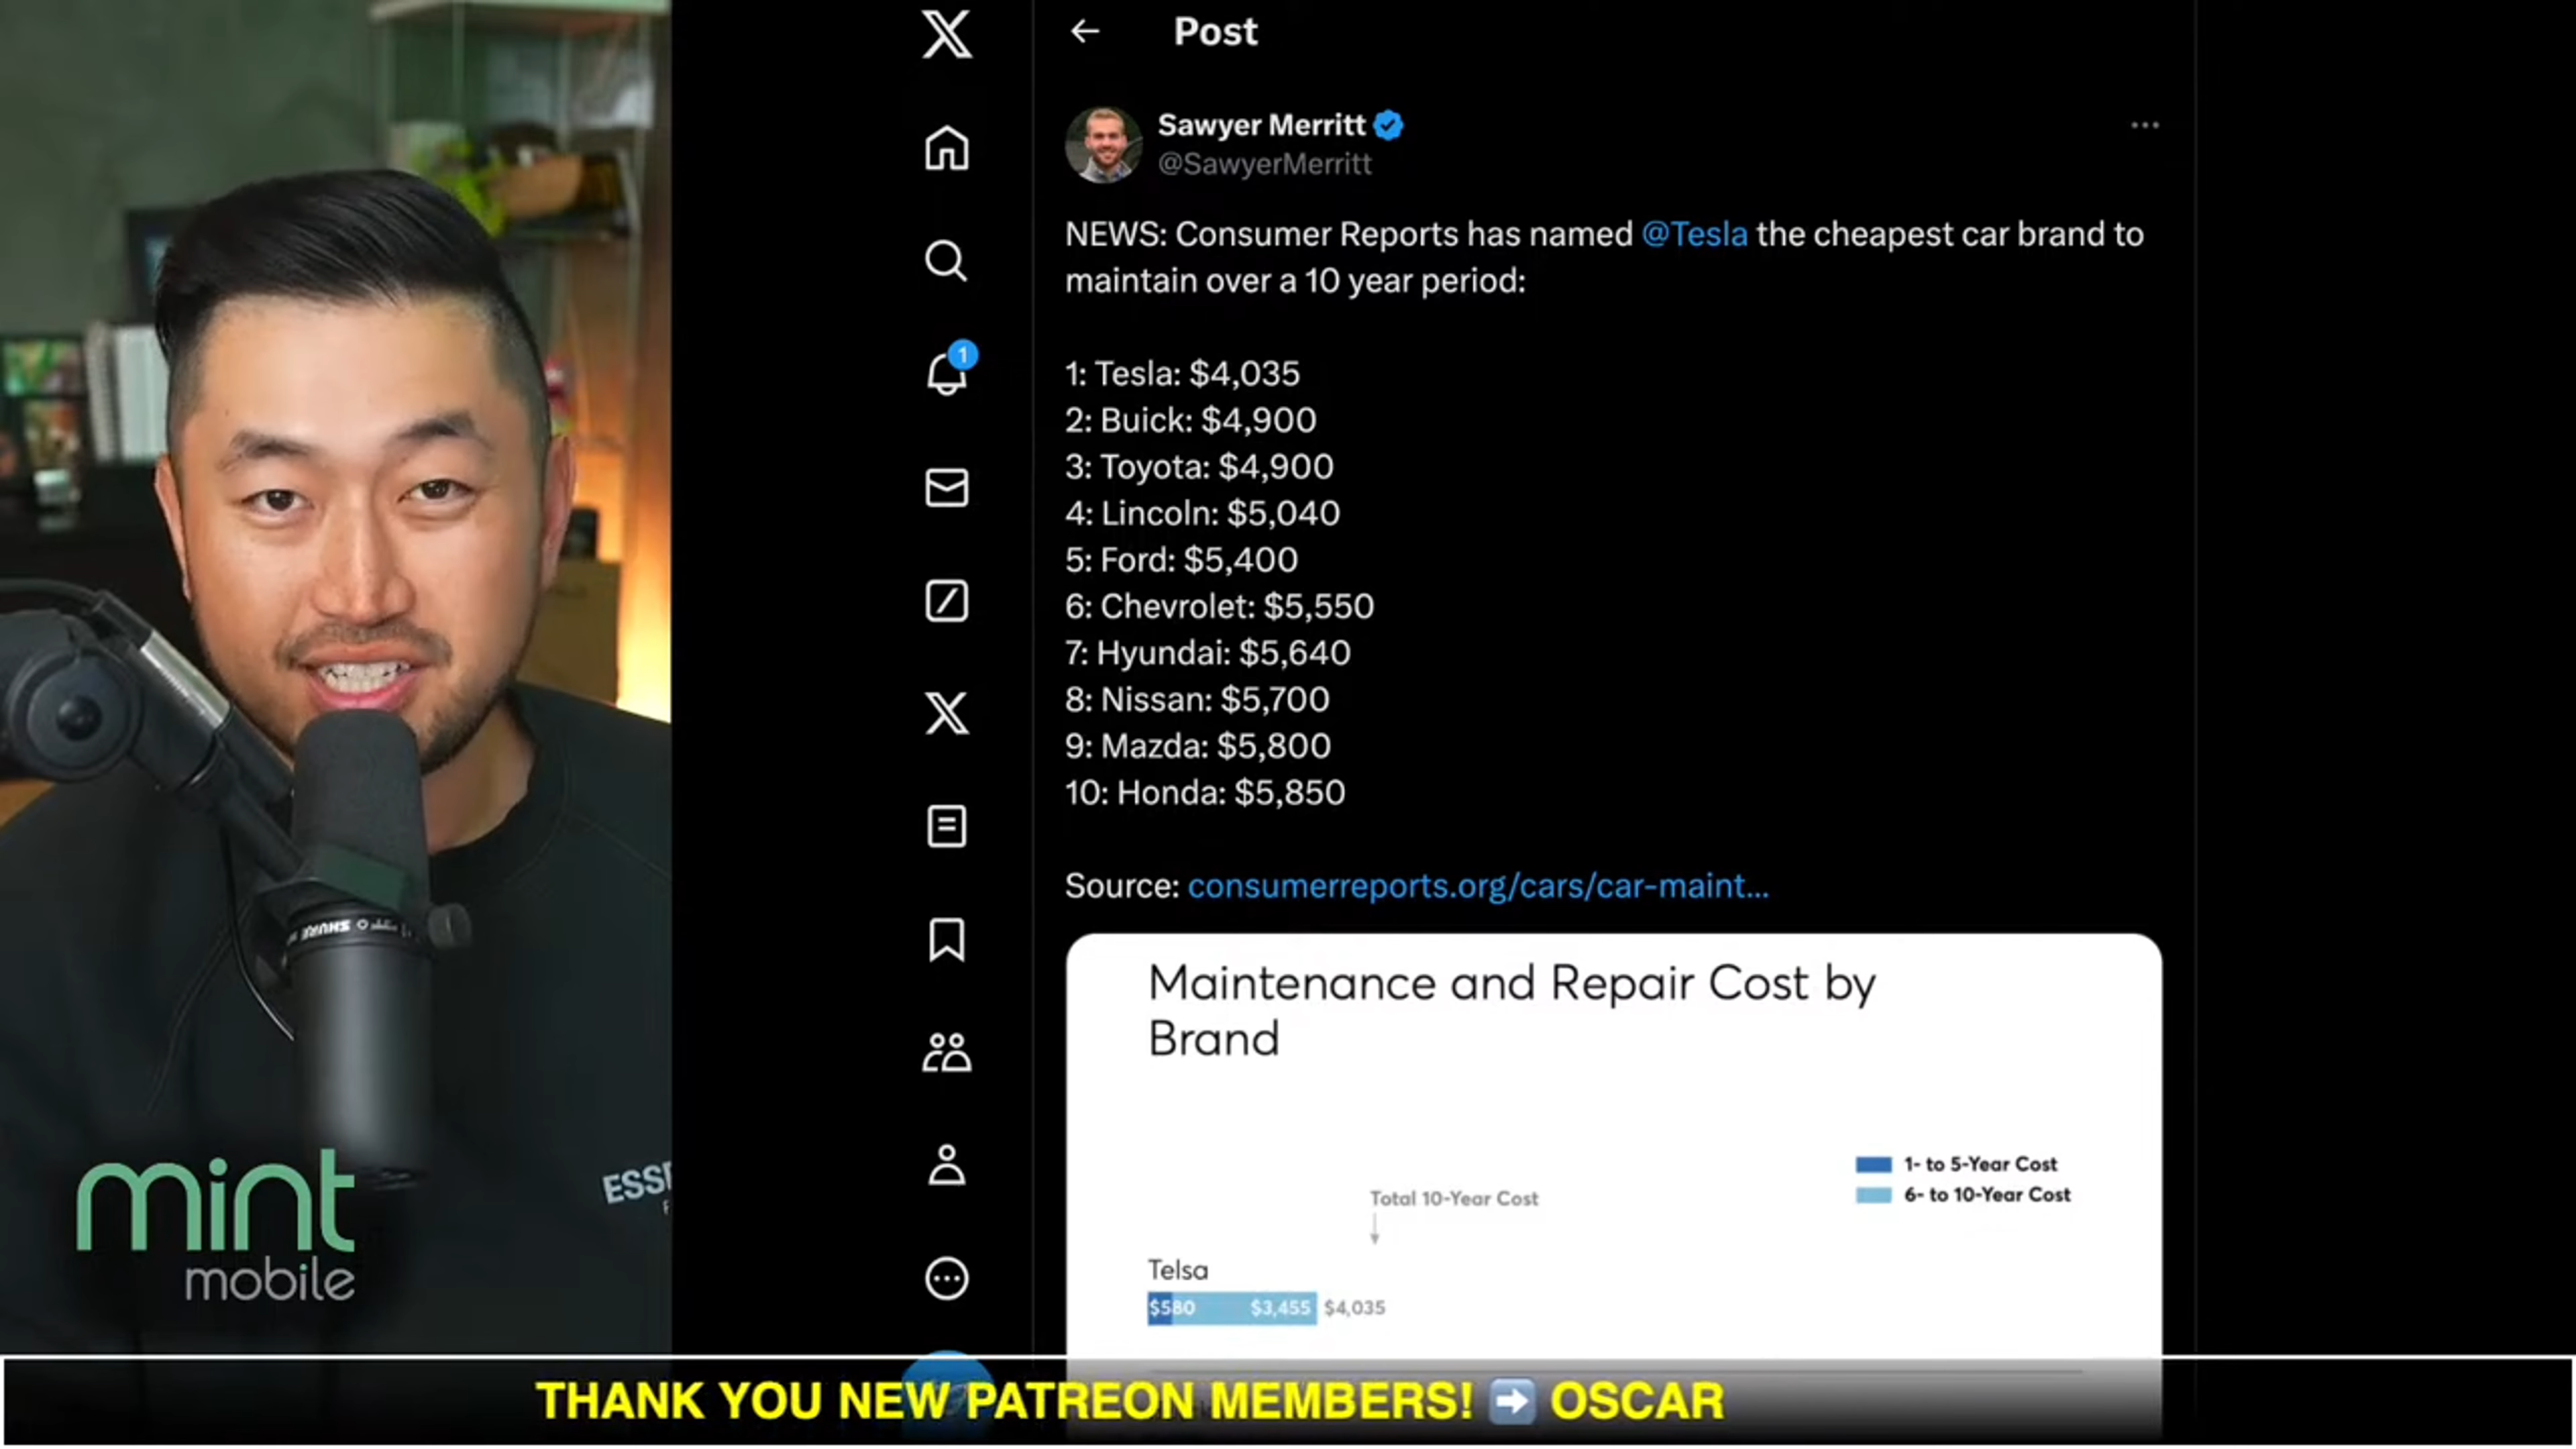 Post
Sawyer Merritt
@SawyerMerritt
NEWS: Consumer Reports has named @Tesla the cheapest car brand to
maintain over a 10 year period:
1: Tesla: $4,035
2: Buick: $4,900
3: Toyota: $4,900
4: Lincoln: $5,040
5: Ford: $5,400
6: Chevrolet: $5,550
7: Hyundai: $5,640
8: Nissan: $5,700
9: Mazda: $5,800
10: Honda: $5,850
Source: consumerreports.org/cars/car-maint...
Maintenance and Repair Cost by
Brand
1- to 5-Year Cost
6- to 10-Year Cost
Total 10-Year Cost
Telsa
$580 $3,455 $4,035
1
SHURE
ESSE
mint
mobile
THANK YOU NEW PATREON MEMBERS! ➡ OSCAR